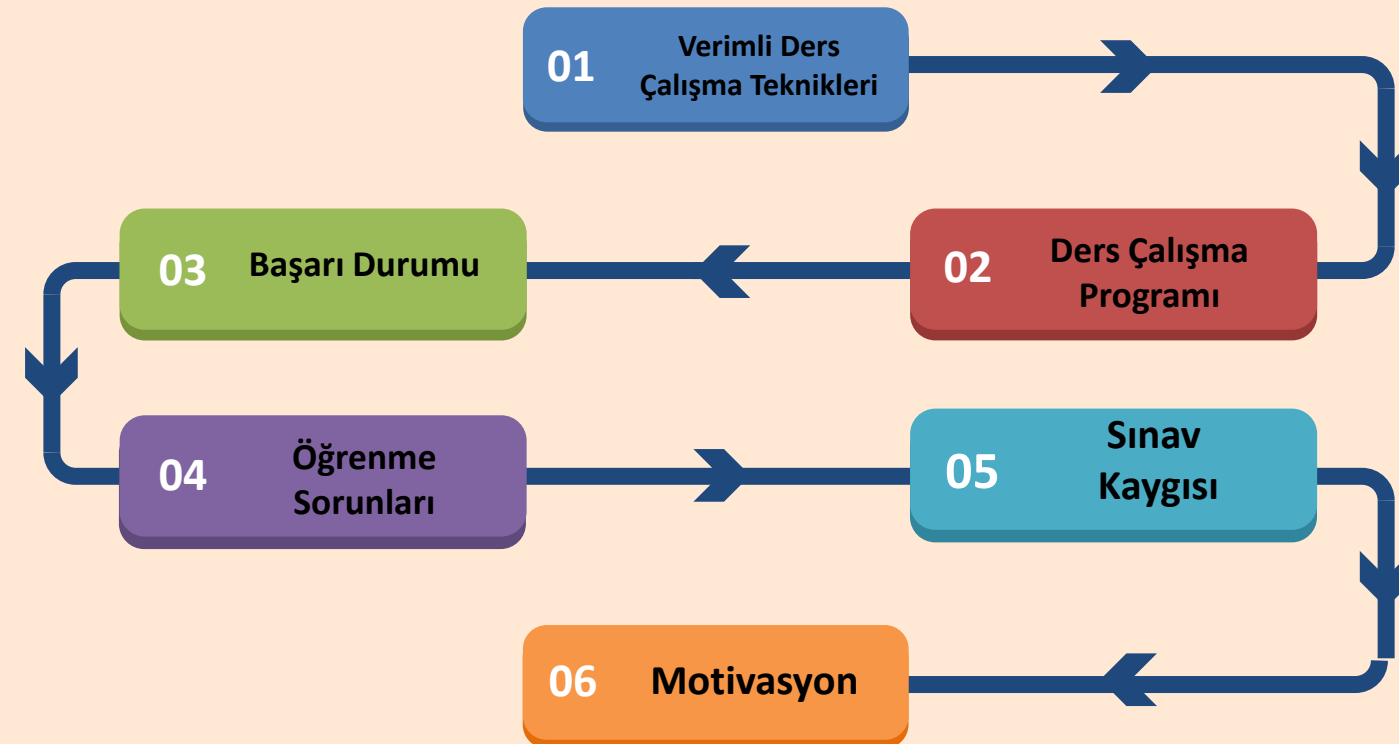 01
Verimli Ders
Çalışma Teknikleri
02
Ders Çalışma
Programı
03
Başarı Durumu
04
Öğrenme
Sorunları
05
Sınav
Kaygısı
06
Motivasyon